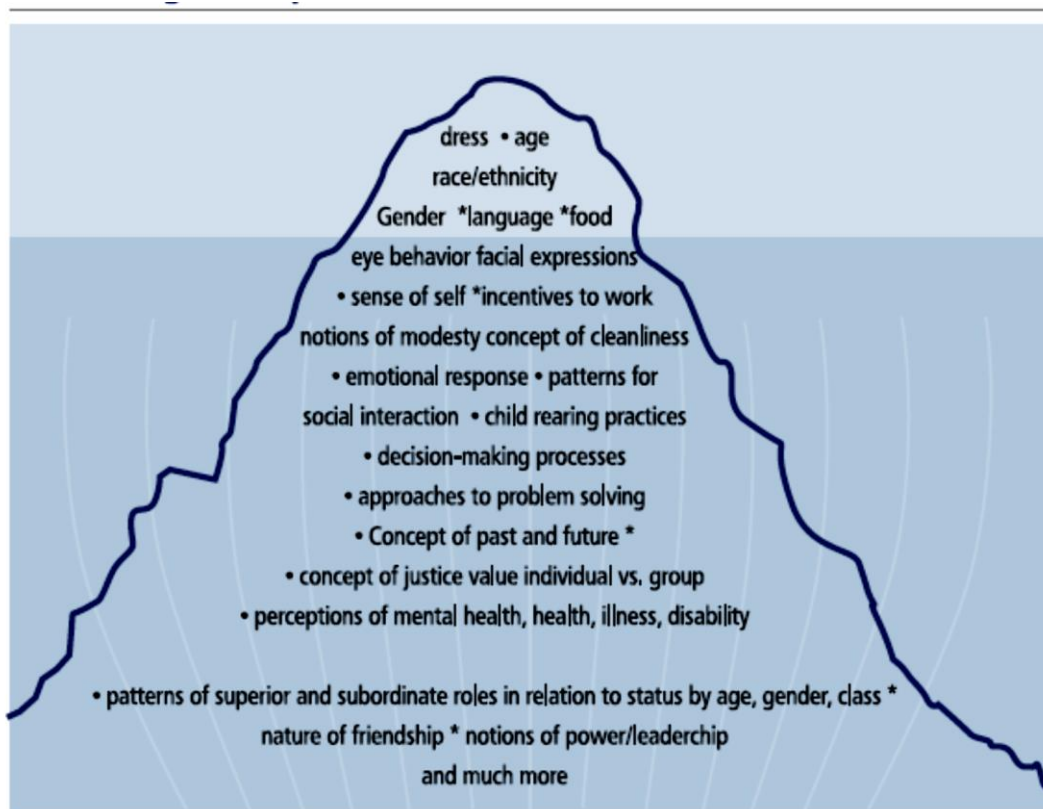 dress • age
race/ethnicity
Gender *language *food
eye behavior facial expressions
• sense of self *incentives to work
notions of modesty concept of cleanliness
• emotional response • patterns for
social interaction • child rearing practices
• decision-making processes
• approaches to problem solving
• Concept of past and future *
• concept of justice value individual vs. group
• perceptions of mental health, health, illness, disability
• patterns of superior and subordinate roles in relation to status by age, gender, class *
nature of friendship * notions of power/leaderchip
and much more